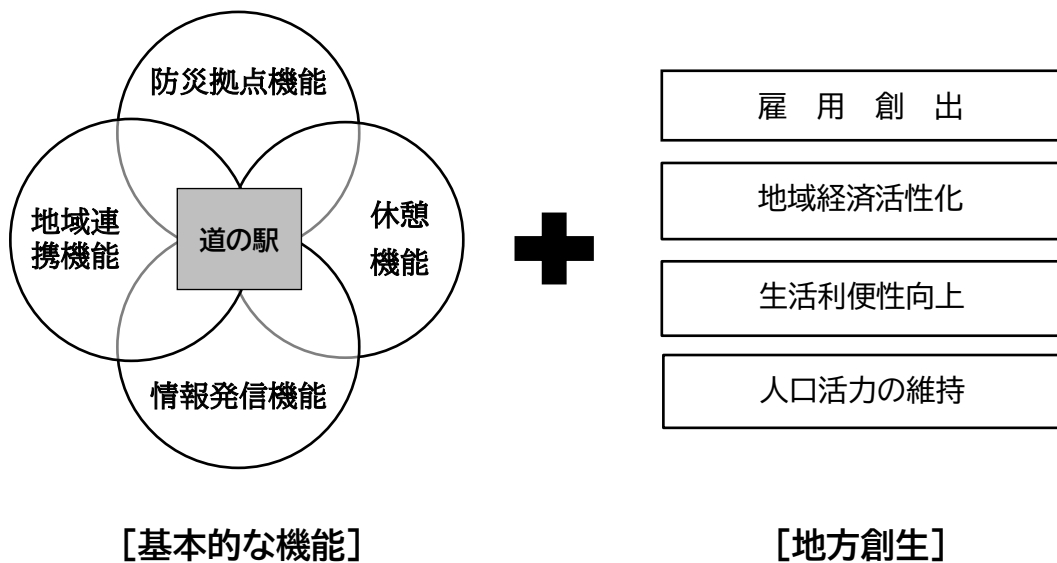 防災拠点機能
地域連
携機能
道の駅
休憩
機能
情報発信機能
雇 用 創 出
地域経済活性化
生活利便性向上
人口活力の維持
［基本的な機能］
［地方創生］